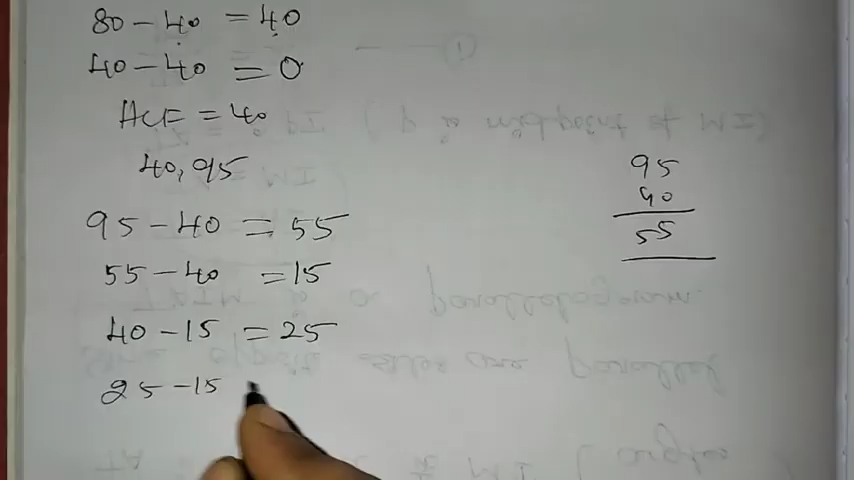 80 - 40 = 40
40 - 40 = 0
HCF = 40
40, 95
95 - 40 = 55
55 - 40 = 15
40 - 15 = 25
25 - 15
95
40
55